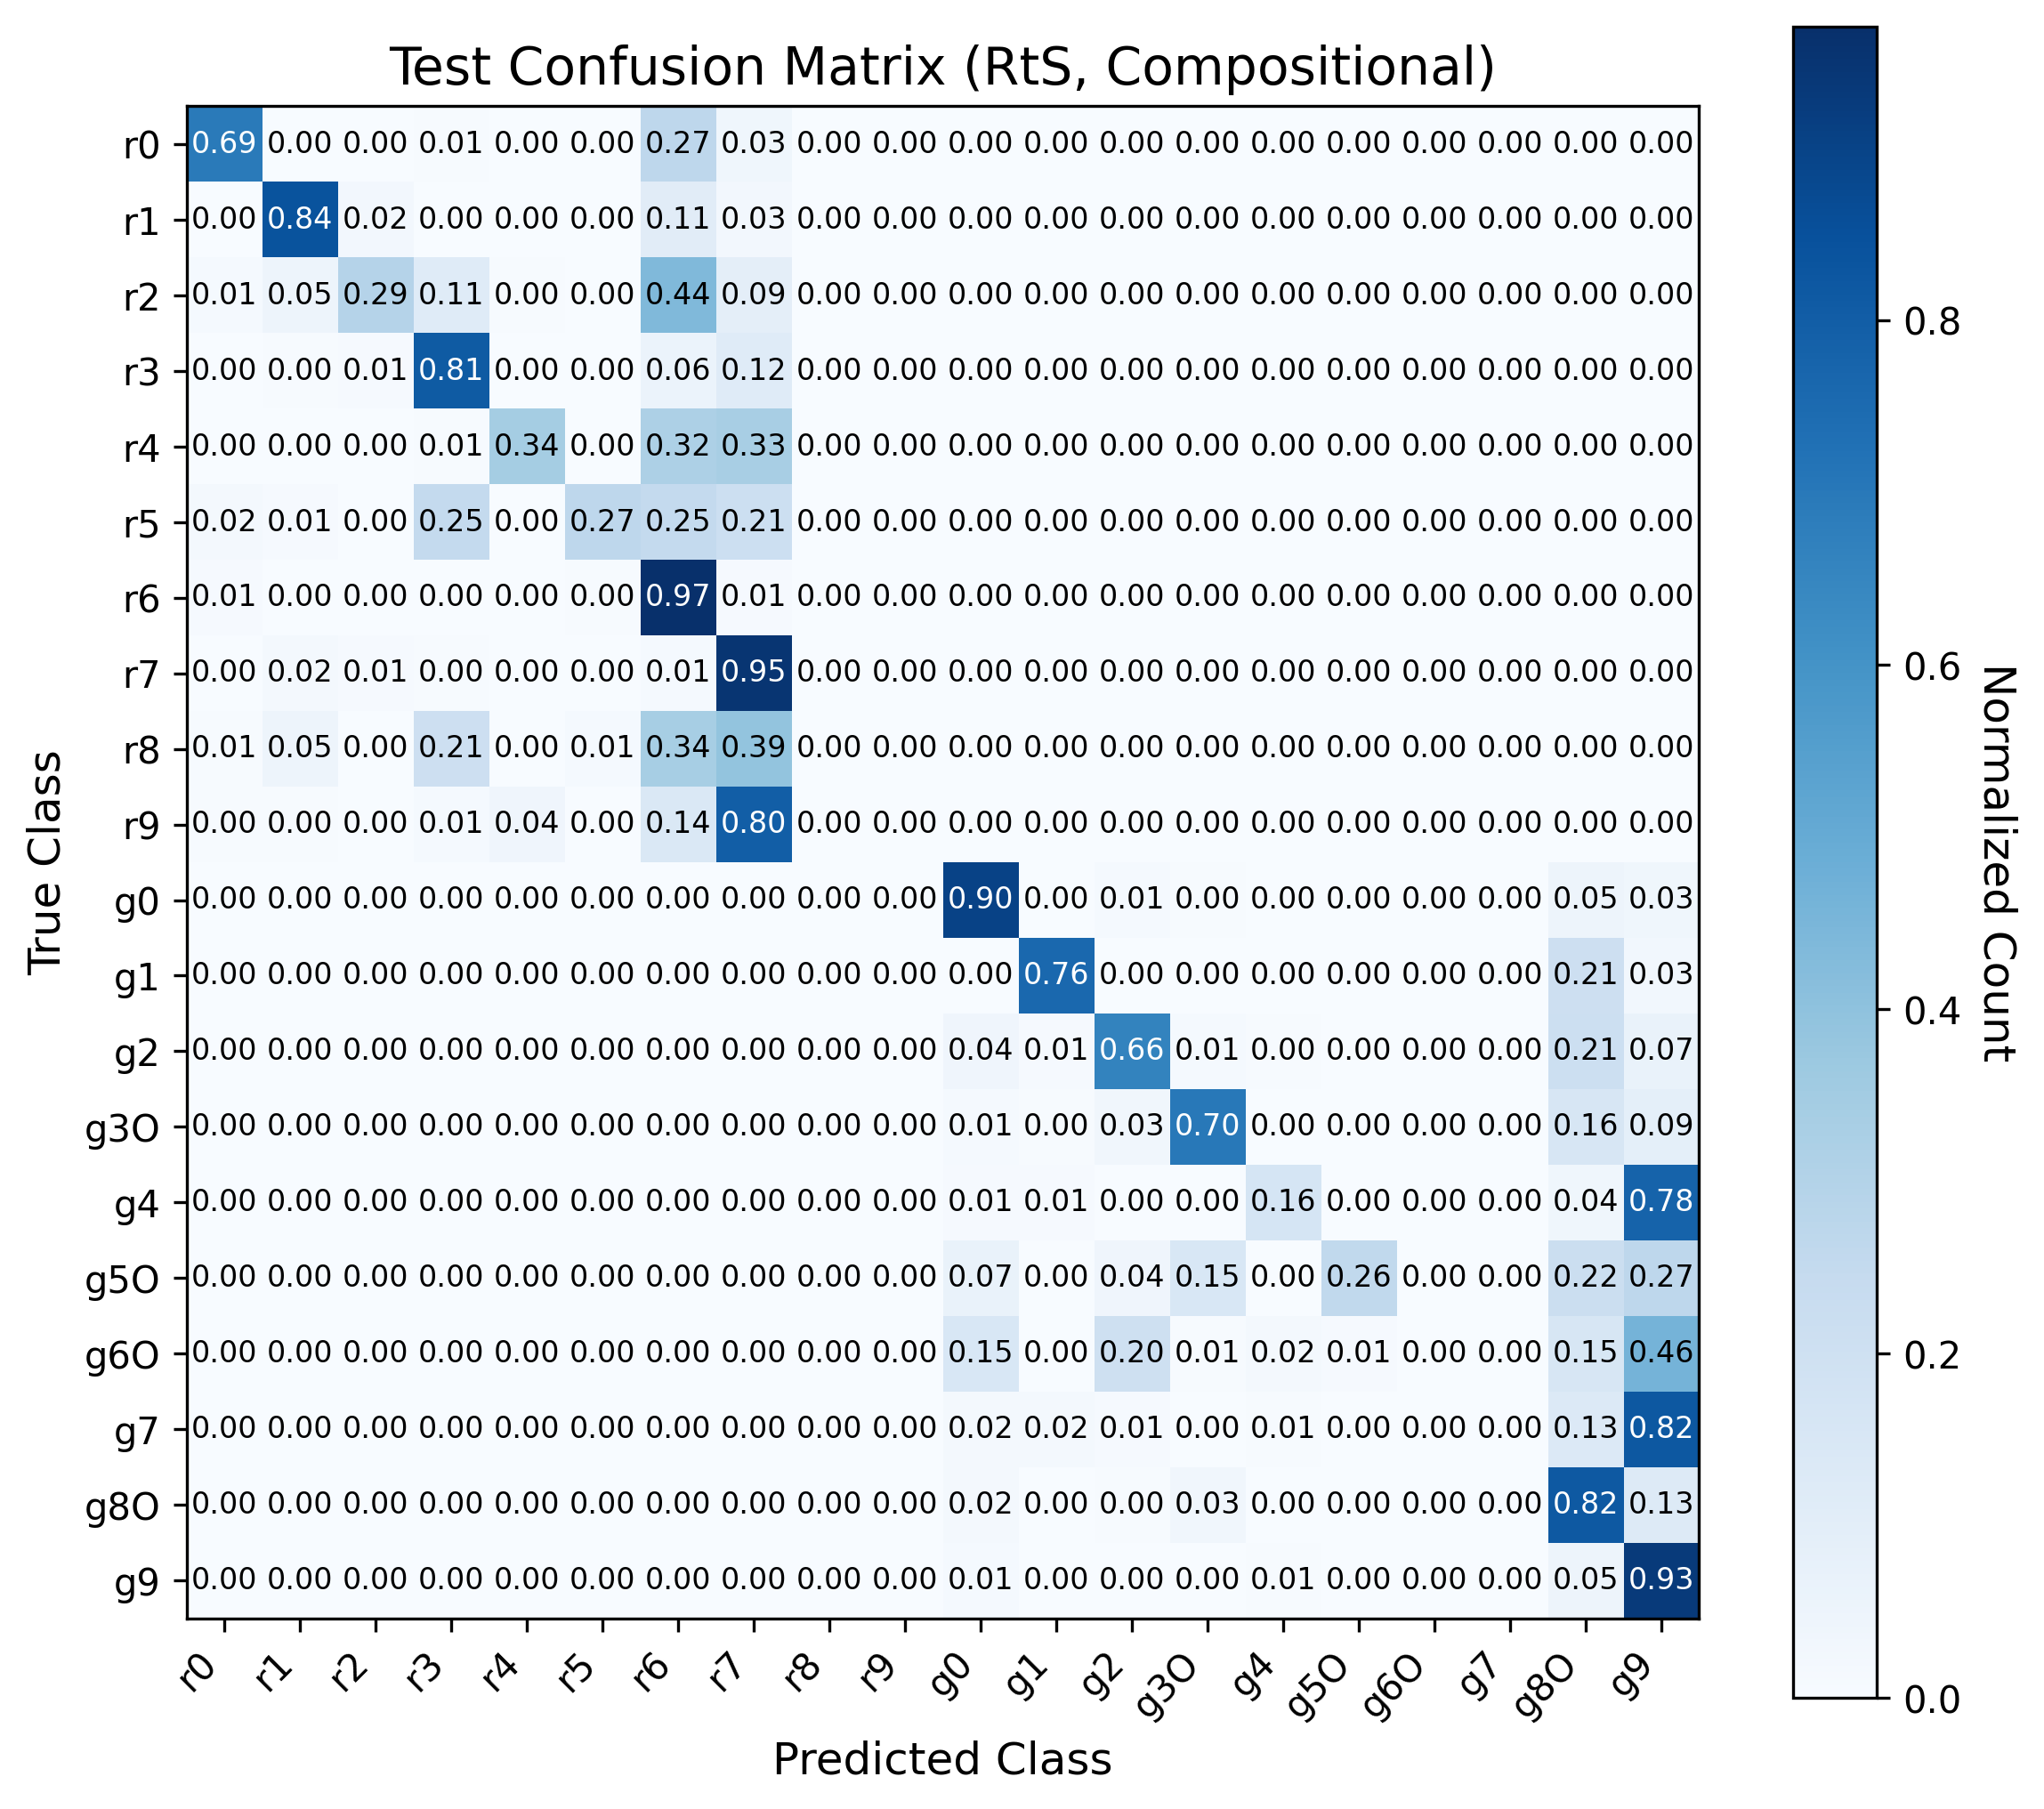 Test Confusion Matrix (RtS, Compositional)
r0 0.69 0.00 0.00 0.01 0.00 0.00 0.27 0.03 0.00 0.00 0.00 0.00 0.00 0.00 0.00 0.00 0.00 0.00 0.00 0.00
r1 0.00 0.84 0.02 0.00 0.00 0.00 0.11 0.03 0.00 0.00 0.00 0.00 0.00 0.00 0.00 0.00 0.00 0.00 0.00 0.00
r2 0.01 0.05 0.29 0.11 0.00 0.00 0.44 0.09 0.00 0.00 0.00 0.00 0.00 0.00 0.00 0.00 0.00 0.00 0.00 0.00
r3 0.00 0.00 0.01 0.81 0.00 0.00 0.06 0.12 0.00 0.00 0.00 0.00 0.00 0.00 0.00 0.00 0.00 0.00 0.00 0.00
r4 0.00 0.00 0.00 0.01 0.34 0.00 0.32 0.33 0.00 0.00 0.00 0.00 0.00 0.00 0.00 0.00 0.00 0.00 0.00 0.00
r5 0.02 0.01 0.00 0.25 0.00 0.27 0.25 0.21 0.00 0.00 0.00 0.00 0.00 0.00 0.00 0.00 0.00 0.00 0.00 0.00
r6 0.01 0.00 0.00 0.00 0.00 0.00 0.97 0.01 0.00 0.00 0.00 0.00 0.00 0.00 0.00 0.00 0.00 0.00 0.00 0.00
r7 0.00 0.02 0.01 0.00 0.00 0.00 0.01 0.95 0.00 0.00 0.00 0.00 0.00 0.00 0.00 0.00 0.00 0.00 0.00 0.00
r8 0.01 0.05 0.00 0.21 0.00 0.01 0.34 0.39 0.00 0.00 0.00 0.00 0.00 0.00 0.00 0.00 0.00 0.00 0.00 0.00
r9 0.00 0.00 0.00 0.01 0.04 0.00 0.14 0.80 0.00 0.00 0.00 0.00 0.00 0.00 0.00 0.00 0.00 0.00 0.00 0.00
g0 0.00 0.00 0.00 0.00 0.00 0.00 0.00 0.00 0.00 0.00 0.90 0.00 0.01 0.00 0.00 0.00 0.00 0.00 0.05 0.03
g1 0.00 0.00 0.00 0.00 0.00 0.00 0.00 0.00 0.00 0.00 0.00 0.76 0.00 0.00 0.00 0.00 0.00 0.00 0.21 0.03
g2 0.00 0.00 0.00 0.00 0.00 0.00 0.00 0.00 0.00 0.00 0.04 0.01 0.66 0.01 0.00 0.00 0.00 0.00 0.21 0.07
g3O 0.00 0.00 0.00 0.00 0.00 0.00 0.00 0.00 0.00 0.00 0.01 0.00 0.03 0.70 0.00 0.00 0.00 0.00 0.16 0.09
g4 0.00 0.00 0.00 0.00 0.00 0.00 0.00 0.00 0.00 0.00 0.01 0.01 0.00 0.00 0.16 0.00 0.00 0.00 0.04 0.78
g5O 0.00 0.00 0.00 0.00 0.00 0.00 0.00 0.00 0.00 0.00 0.07 0.00 0.04 0.15 0.00 0.26 0.00 0.00 0.22 0.27
g6O 0.00 0.00 0.00 0.00 0.00 0.00 0.00 0.00 0.00 0.00 0.15 0.00 0.20 0.01 0.02 0.01 0.00 0.00 0.15 0.46
g7 0.00 0.00 0.00 0.00 0.00 0.00 0.00 0.00 0.00 0.00 0.02 0.02 0.01 0.00 0.01 0.00 0.00 0.00 0.13 0.82
g8O 0.00 0.00 0.00 0.00 0.00 0.00 0.00 0.00 0.00 0.00 0.02 0.00 0.00 0.03 0.00 0.00 0.00 0.00 0.82 0.13
g9 0.00 0.00 0.00 0.00 0.00 0.00 0.00 0.00 0.00 0.00 0.01 0.00 0.00 0.00 0.01 0.00 0.00 0.00 0.05 0.93
r0 r1 r2 r3 r4 r5 r6 r7 r8 r9 g0 g1 g2 g3O g4 g5O g6O g7 g8O g9
Predicted Class
True Class
0.8
0.6
0.4
0.2
0.0
Normalized Count